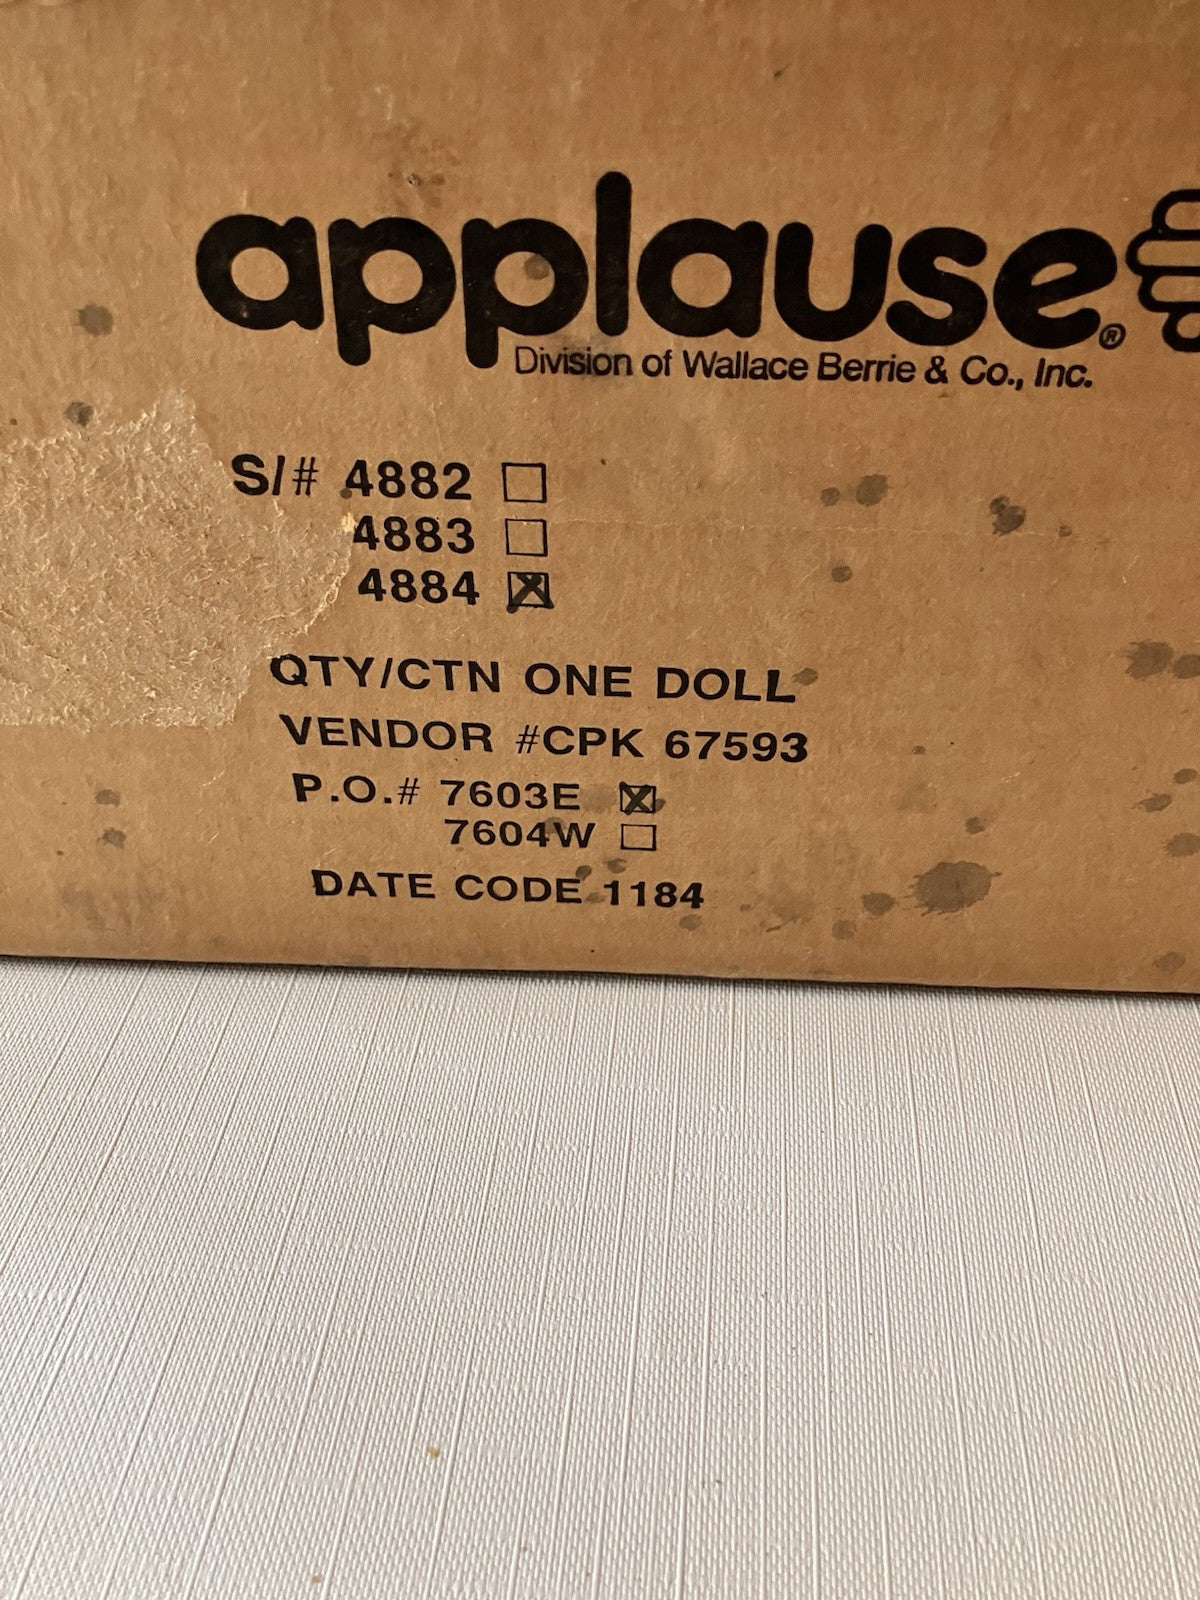 applause®
Division of Wallace Berrie & Co., Inc.
S/# 4882 ☐
4883 ☐
4884 ☒
QTY/CTN ONE DOLL
VENDOR #CPK 67593
P.O.# 7603E ☒
7604W ☐
DATE CODE 1184